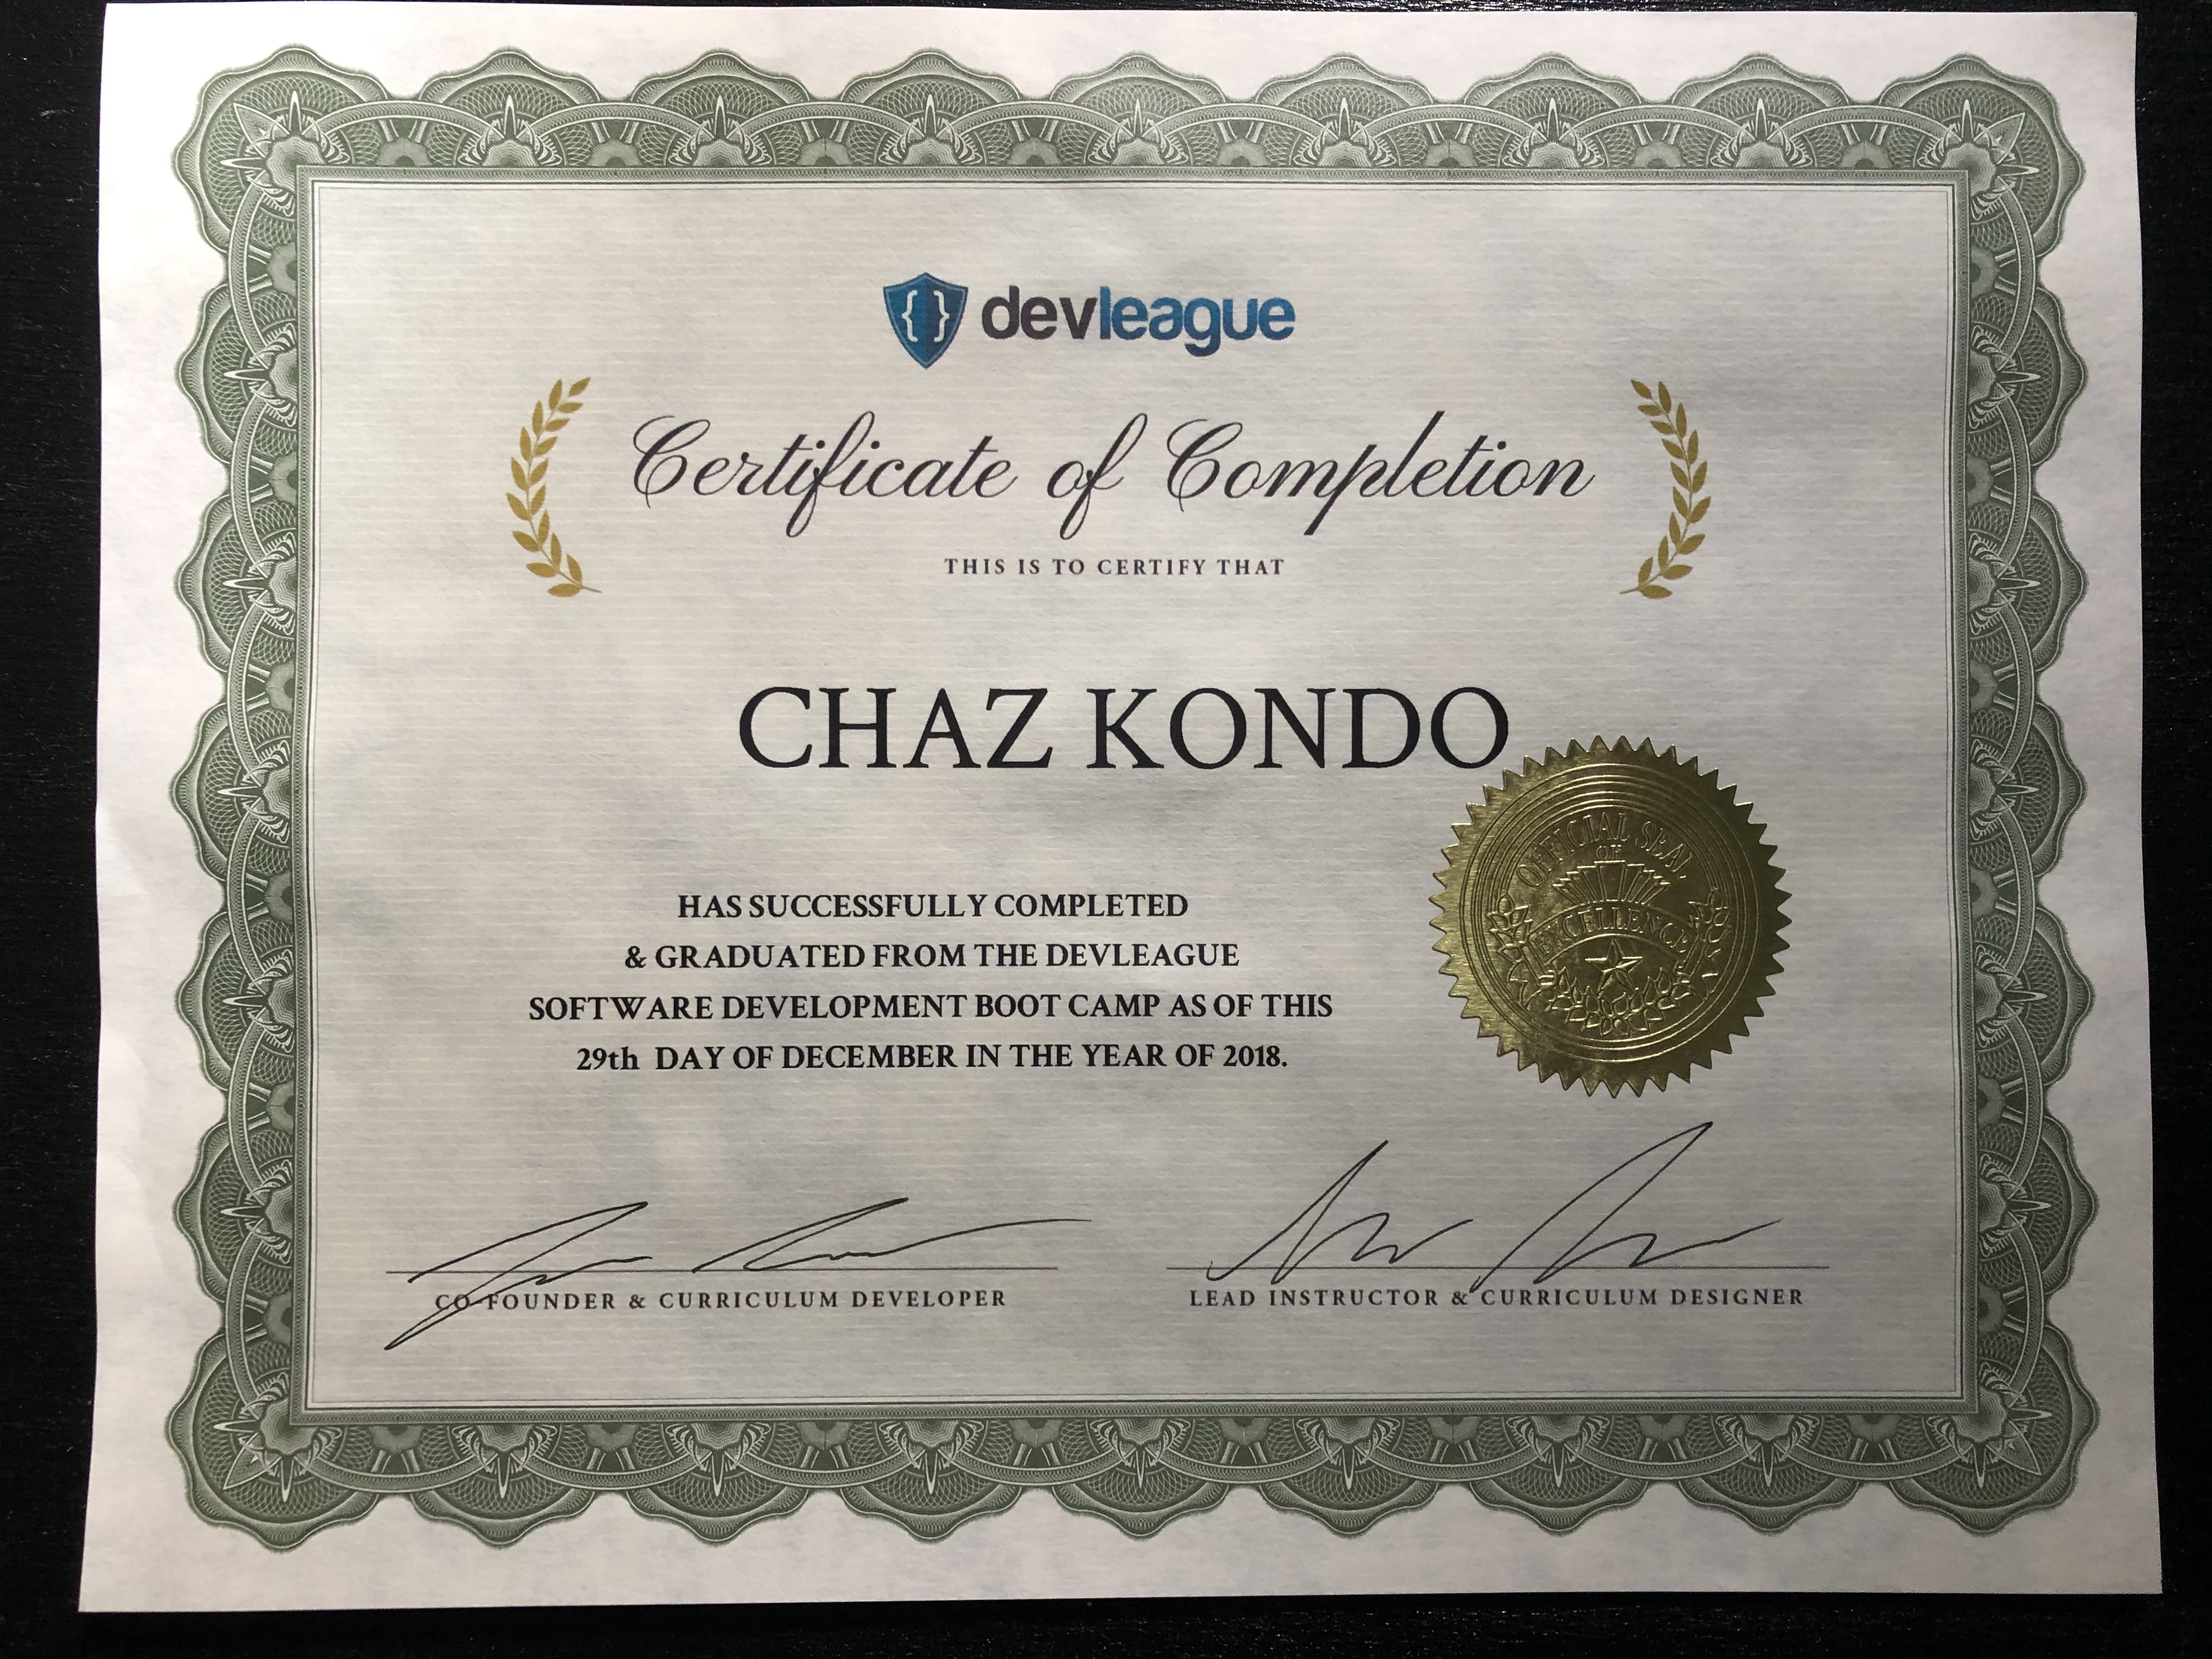 devleague
Certificate of Completion
THIS IS TO CERTIFY THAT
CHAZ KONDO
HAS SUCCESSFULLY COMPLETED
& GRADUATED FROM THE DEVLEAGUE
SOFTWARE DEVELOPMENT BOOT CAMP AS OF THIS
29th DAY OF DECEMBER IN THE YEAR OF 2018.
OFFICIAL SEAL
OF
EXCELLENCE
CO-FOUNDER & CURRICULUM DEVELOPER
LEAD INSTRUCTOR & CURRICULUM DESIGNER